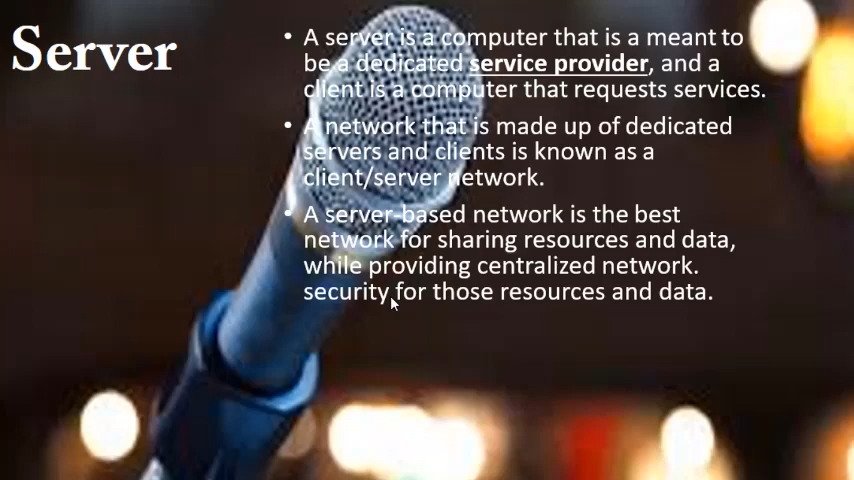 Server
• A server is a computer that is a meant to
be a dedicated service provider, and a
client is a computer that requests services.
• A network that is made up of dedicated
servers and clients is known as a
client/server network.
• A server-based network is the best
network for sharing resources and data,
while providing centralized network.
security for those resources and data.